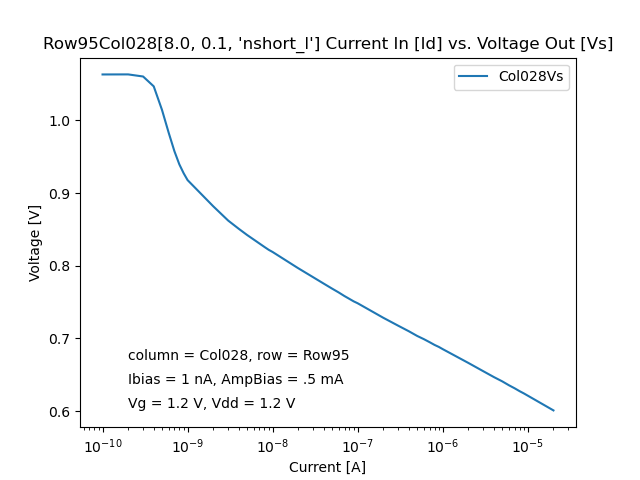 Row95Col028[8.0, 0.1, 'nshort_l'] Current In [Id] vs. Voltage Out [Vs]
Col028Vs
Voltage [V]
1.0
0.9
0.8
0.7
0.6
column = Col028, row = Row95
Ibias = 1 nA, AmpBias = .5 mA
Vg = 1.2 V, Vdd = 1.2 V
10⁻¹⁰ 10⁻⁹ 10⁻⁸ 10⁻⁷ 10⁻⁶ 10⁻⁵
Current [A]